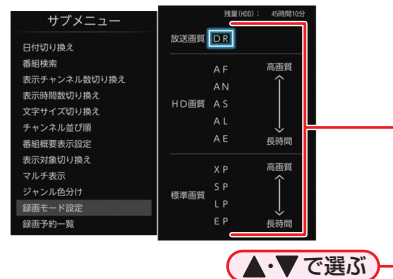 サブメニュー
日付切り換え
番組検索
表示チャンネル数切り換え
表示時間数切り換え
文字サイズ切り換え
チャンネル並び順
番組概要表示設定
表示対象切り換え
マルチ表示
ジャンル色分け
録画モード設定
録画予約一覧
残量(HDD)： 45時間10分
放送画質 DR
AF 高画質
AN
HD画質 AS
AL
AE 長時間
XP 高画質
標準画質 SP
LP
EP 長時間
▲・▼で選ぶ